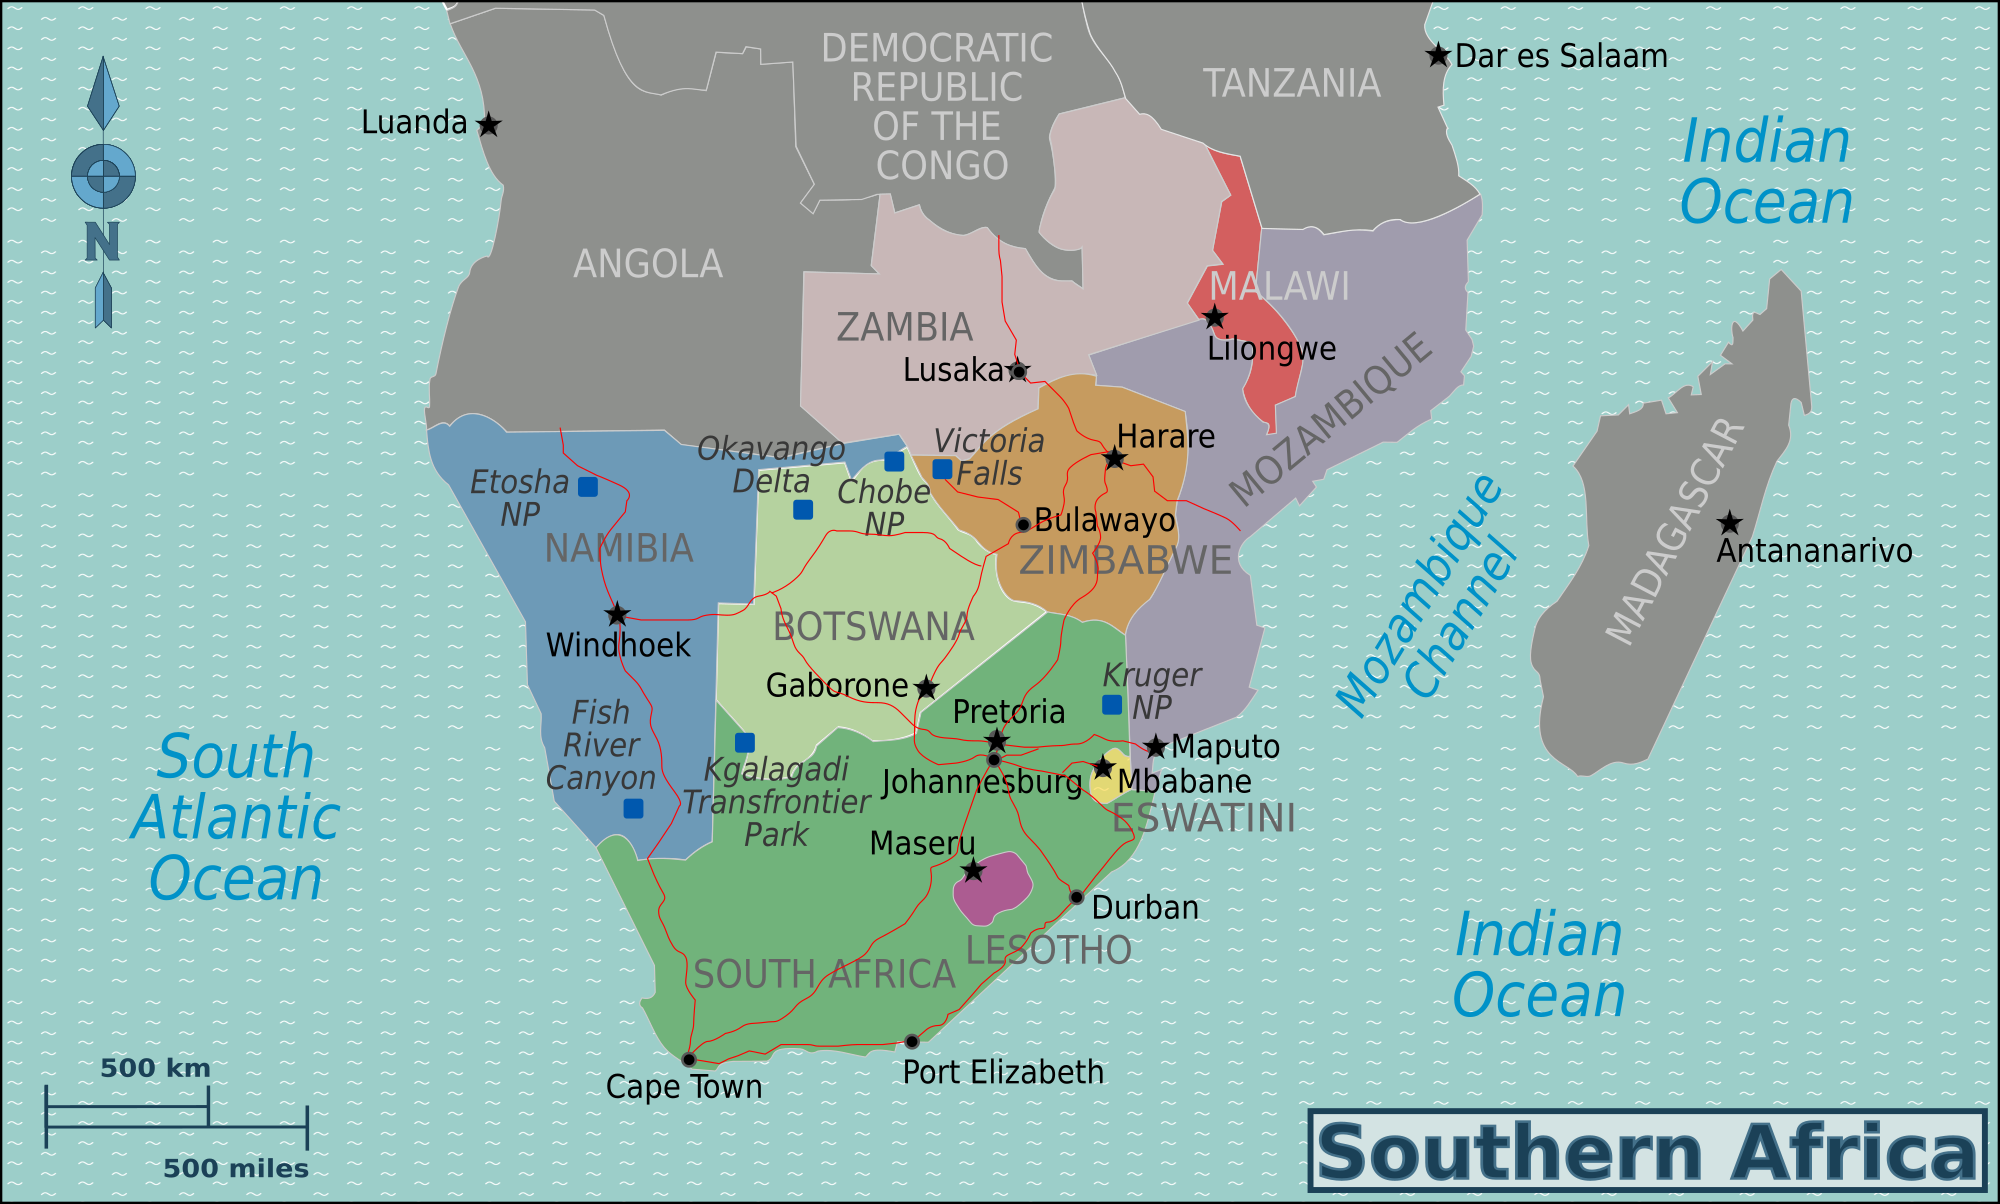 DEMOCRATIC
REPUBLIC
OF THE
CONGO
TANZANIA
Dar es Salaam
Luanda
Indian
Ocean
N
ANGOLA
MALAWI
ZAMBIA
Lilongwe
Lusaka
MOZAMBIQUE
Harare
Okavango
Delta
Victoria
Falls
Etosha
NP
Chobe
NP
Bulawayo
MADAGASCAR
Antananarivo
NAMIBIA
ZIMBABWE
Mozambique
Channel
BOTSWANA
Windhoek
Gaborone
Kruger
NP
Pretoria
Fish
River
Canyon
South
Atlantic
Ocean
Maputo
Kgalagadi
Transfrontier
Park
Johannesburg
Mbabane
ESWATINI
Maseru
Durban
LESOTHO
Indian
Ocean
SOUTH AFRICA
Port Elizabeth
Cape Town
500 km
500 miles
Southern Africa